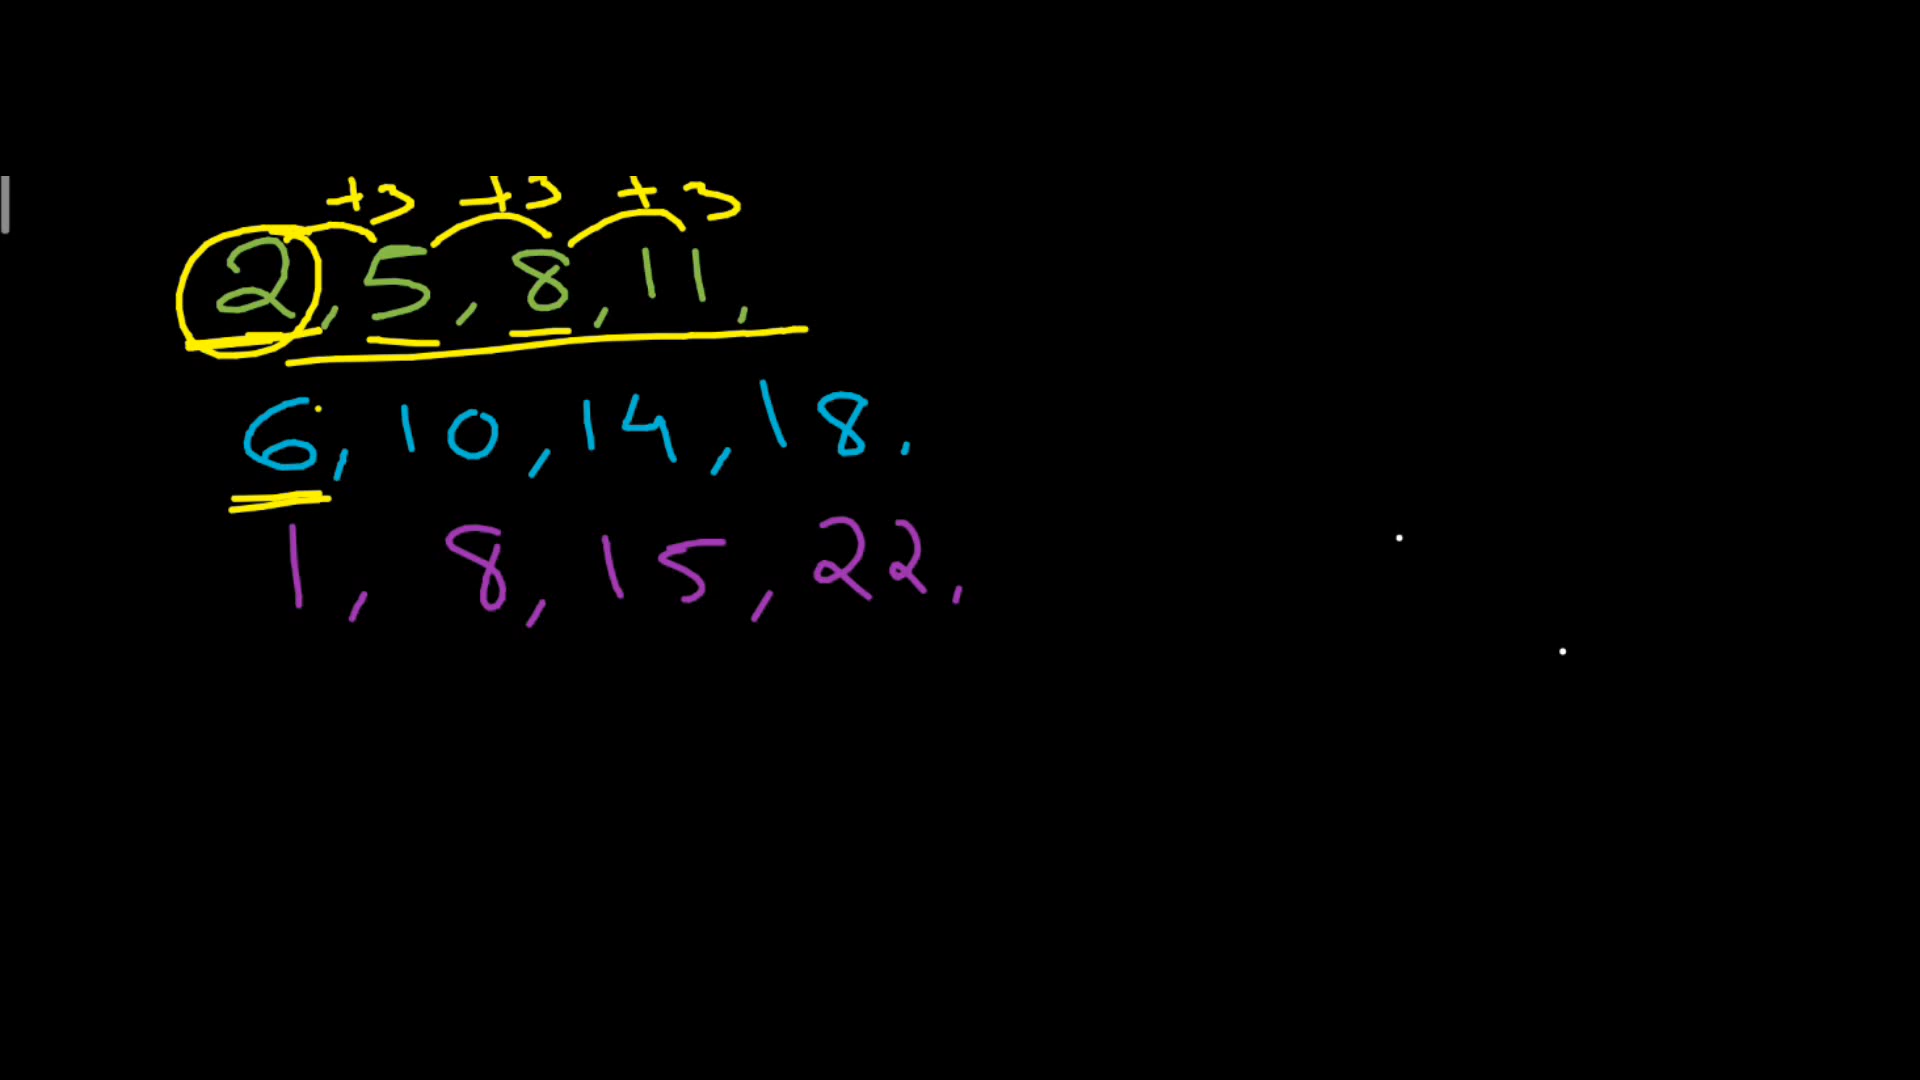 +3 +3 +3
2, 5, 8, 11,
6, 10, 14, 18.
1, 8, 15, 22,